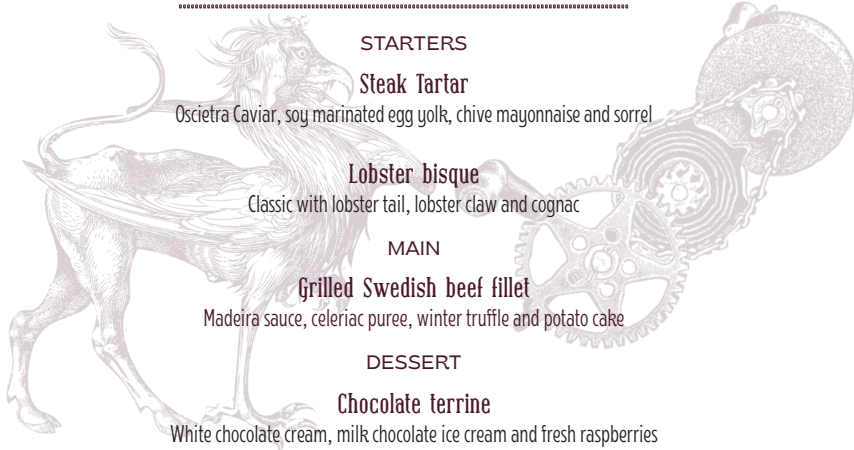 STARTERS
Steak Tartar
Oscietra Caviar, soy marinated egg yolk, chive mayonnaise and sorrel
Lobster bisque
Classic with lobster tail, lobster claw and cognac
MAIN
Grilled Swedish beef fillet
Madeira sauce, celeriac puree, winter truffle and potato cake
DESSERT
Chocolate terrine
White chocolate cream, milk chocolate ice cream and fresh raspberries